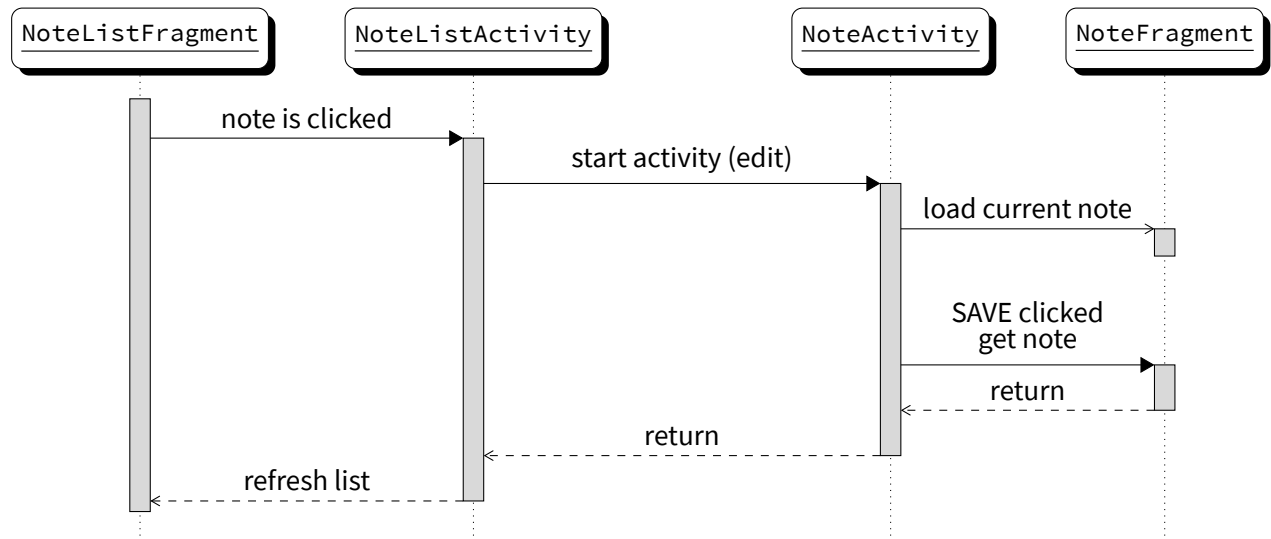 NoteListFragment
NoteListActivity
NoteActivity
NoteFragment
note is clicked
start activity (edit)
load current note
SAVE clicked
get note
return
return
refresh list